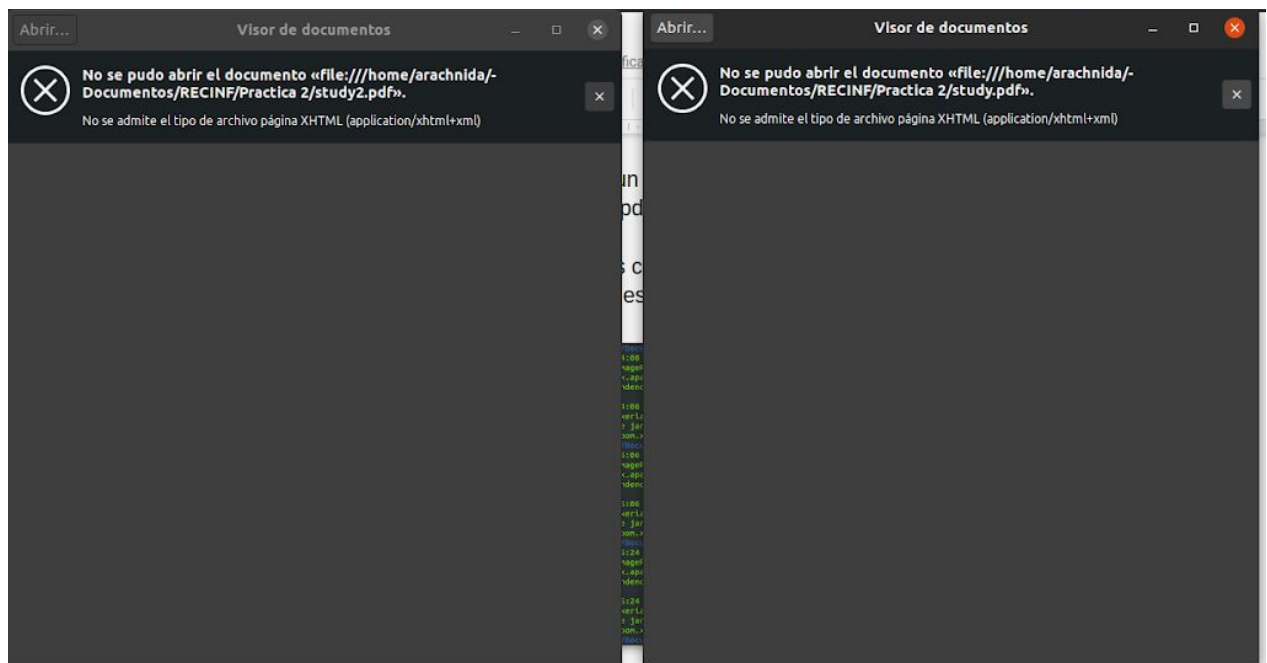 Abrir...
Visor de documentos
No se pudo abrir el documento «file:///home/arachnida/-
Documentos/RECINF/Practica 2/study2.pdf».
No se admite el tipo de archivo página XHTML (application/xhtml+xml)
Abrir...
Visor de documentos
No se pudo abrir el documento «file:///home/arachnida/-
Documentos/RECINF/Practica 2/study.pdf».
No se admite el tipo de archivo página XHTML (application/xhtml+xml)